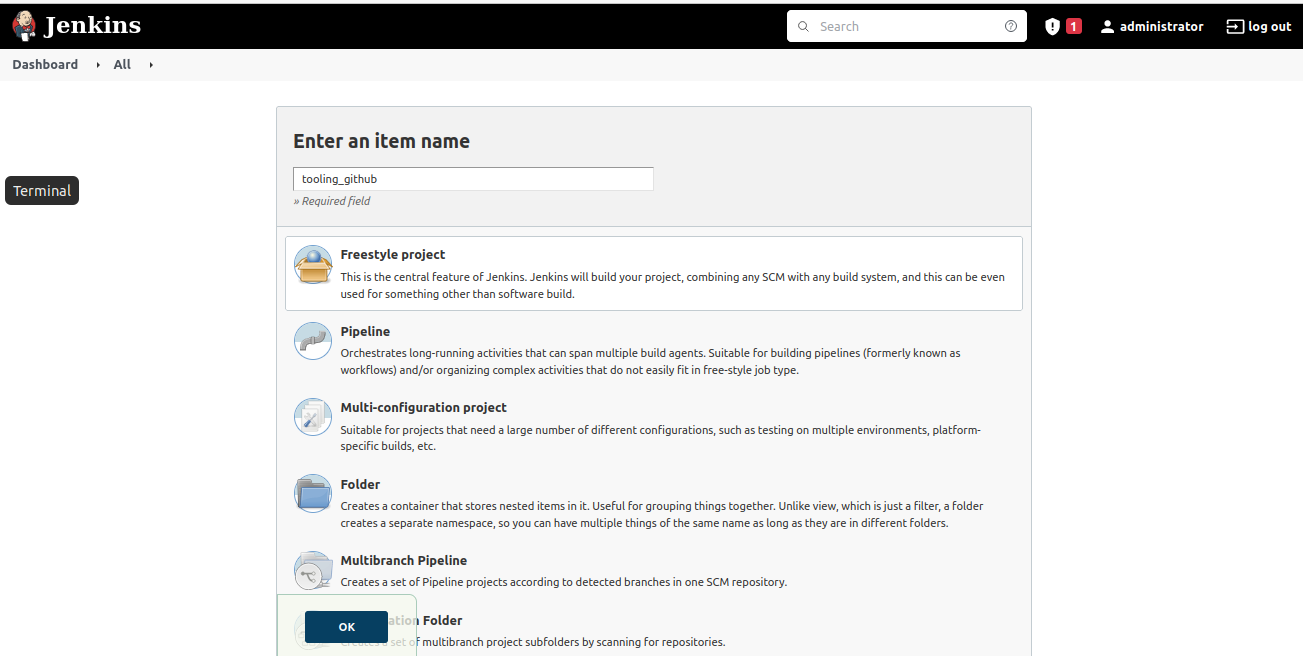 Jenkins
Search
1
administrator
log out
Dashboard
All
Enter an item name
tooling_github
» Required field
Terminal
Freestyle project
This is the central feature of Jenkins. Jenkins will build your project, combining any SCM with any build system, and this can be even
used for something other than software build.
Pipeline
Orchestrates long-running activities that can span multiple build agents. Suitable for building pipelines (formerly known as
workflows) and/or organizing complex activities that do not easily fit in free-style job type.
Multi-configuration project
Suitable for projects that need a large number of different configurations, such as testing on multiple environments, platform-
specific builds, etc.
Folder
Creates a container that stores nested items in it. Useful for grouping things together. Unlike view, which is just a filter, a folder
creates a separate namespace, so you can have multiple things of the same name as long as they are in different folders.
Multibranch Pipeline
Creates a set of Pipeline projects according to detected branches in one SCM repository.
Folder
OK
Creates a set of multibranch project subfolders by scanning for repositories.